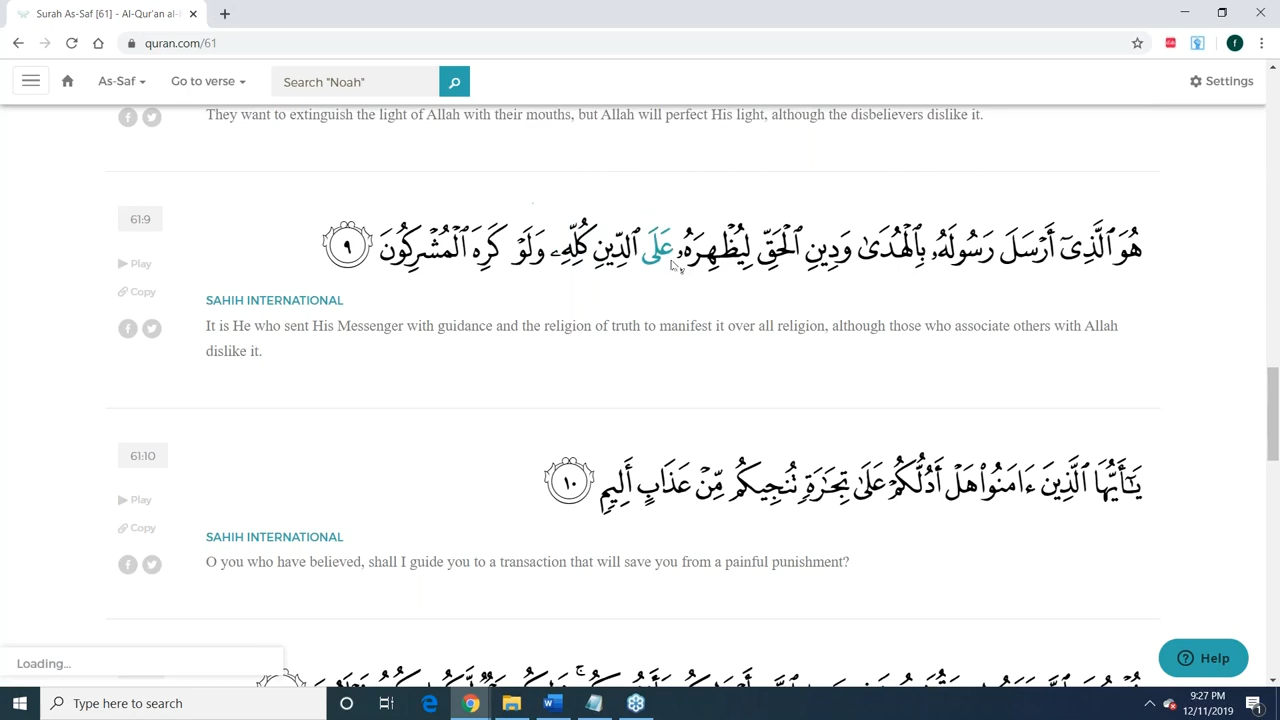 Surah As-Saf [61] - Al-Qur'an al-
quran.com/61
As-Saf
Go to verse
Search "Noah"
Settings
They want to extinguish the light of Allah with their mouths, but Allah will perfect His light, although the disbelievers dislike it.
61:9
هُوَ ٱلَّذِىٓ أَرْسَلَ رَسُولَهُۥ بِٱلْهُدَىٰ وَدِينِ ٱلْحَقِّ لِيُظْهِرَهُۥ عَلَى ٱلدِّينِ كُلِّهِۦ وَلَوْ كَرِهَ ٱلْمُشْرِكُونَ ٩
Play
Copy
SAHIH INTERNATIONAL
It is He who sent His Messenger with guidance and the religion of truth to manifest it over all religion, although those who associate others with Allah
dislike it.
61:10
يَٰٓأَيُّهَا ٱلَّذِينَ ءَامَنُوا۟ هَلْ أَدُلُّكُمْ عَلَىٰ تِجَٰرَةٍ تُنجِيكُم مِّنْ عَذَابٍ أَلِيمٍ ١٠
Play
Copy
SAHIH INTERNATIONAL
O you who have believed, shall I guide you to a transaction that will save you from a painful punishment?
Loading...
Help
Type here to search
9:27 PM
12/11/2019